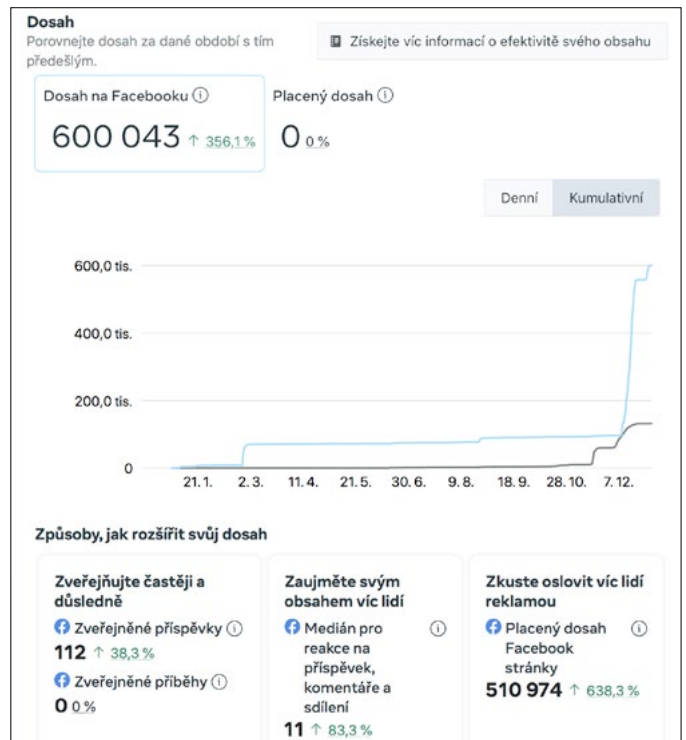 Dosah
Porovnejte dosah za dané období s tím
předešlým.
Získejte víc informací o efektivitě svého obsahu
Dosah na Facebooku
600 043 ↑ 356,1 %
Placený dosah
0 0 %
Denní
Kumulativní
600,0 tis.
400,0 tis.
200,0 tis.
0
21. 1. 2. 3. 11. 4. 21. 5. 30. 6. 9. 8. 18. 9. 28. 10. 7. 12.
Způsoby, jak rozšířit svůj dosah
Zveřejňujte častěji a
důsledně
Zveřejněné příspěvky
112 ↑ 38,3 %
Zveřejněné příběhy
0 0 %
Zaujměte svým
obsahem víc lidí
Medián pro
reakce na
příspěvek,
komentáře a
sdílení
11 ↑ 83,3 %
Zkuste oslovit víc lidí
reklamou
Placený dosah
Facebook
stránky
510 974 ↑ 638,3 %